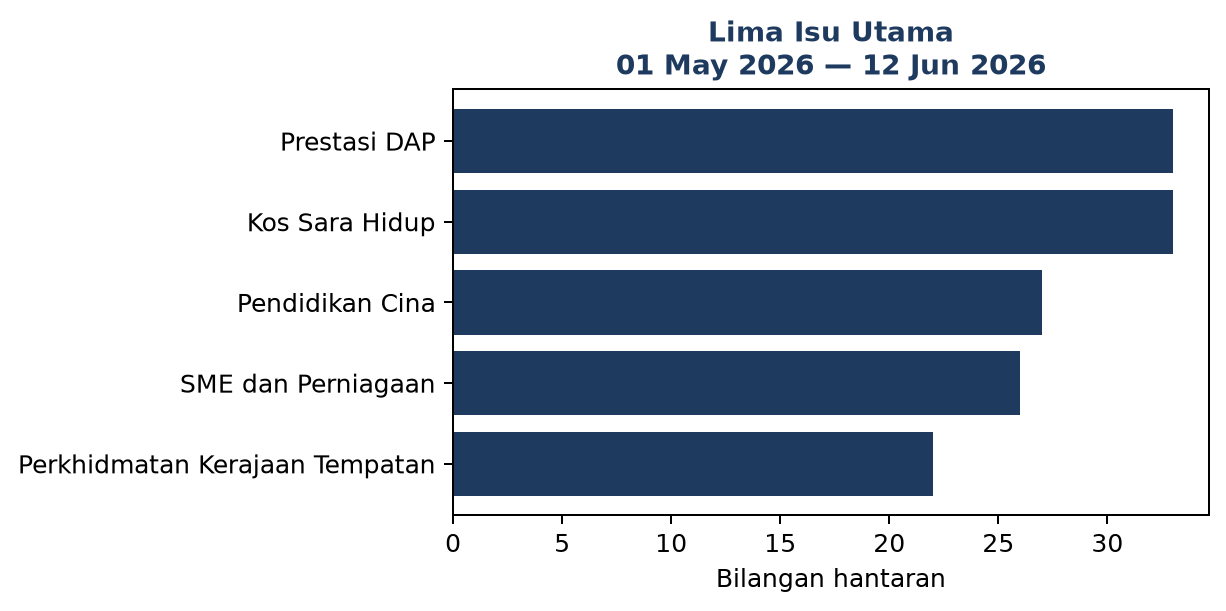 Lima Isu Utama
01 May 2026 — 12 Jun 2026
Prestasi DAP
Kos Sara Hidup
Pendidikan Cina
SME dan Perniagaan
Perkhidmatan Kerajaan Tempatan
0 5 10 15 20 25 30
Bilangan hantaran